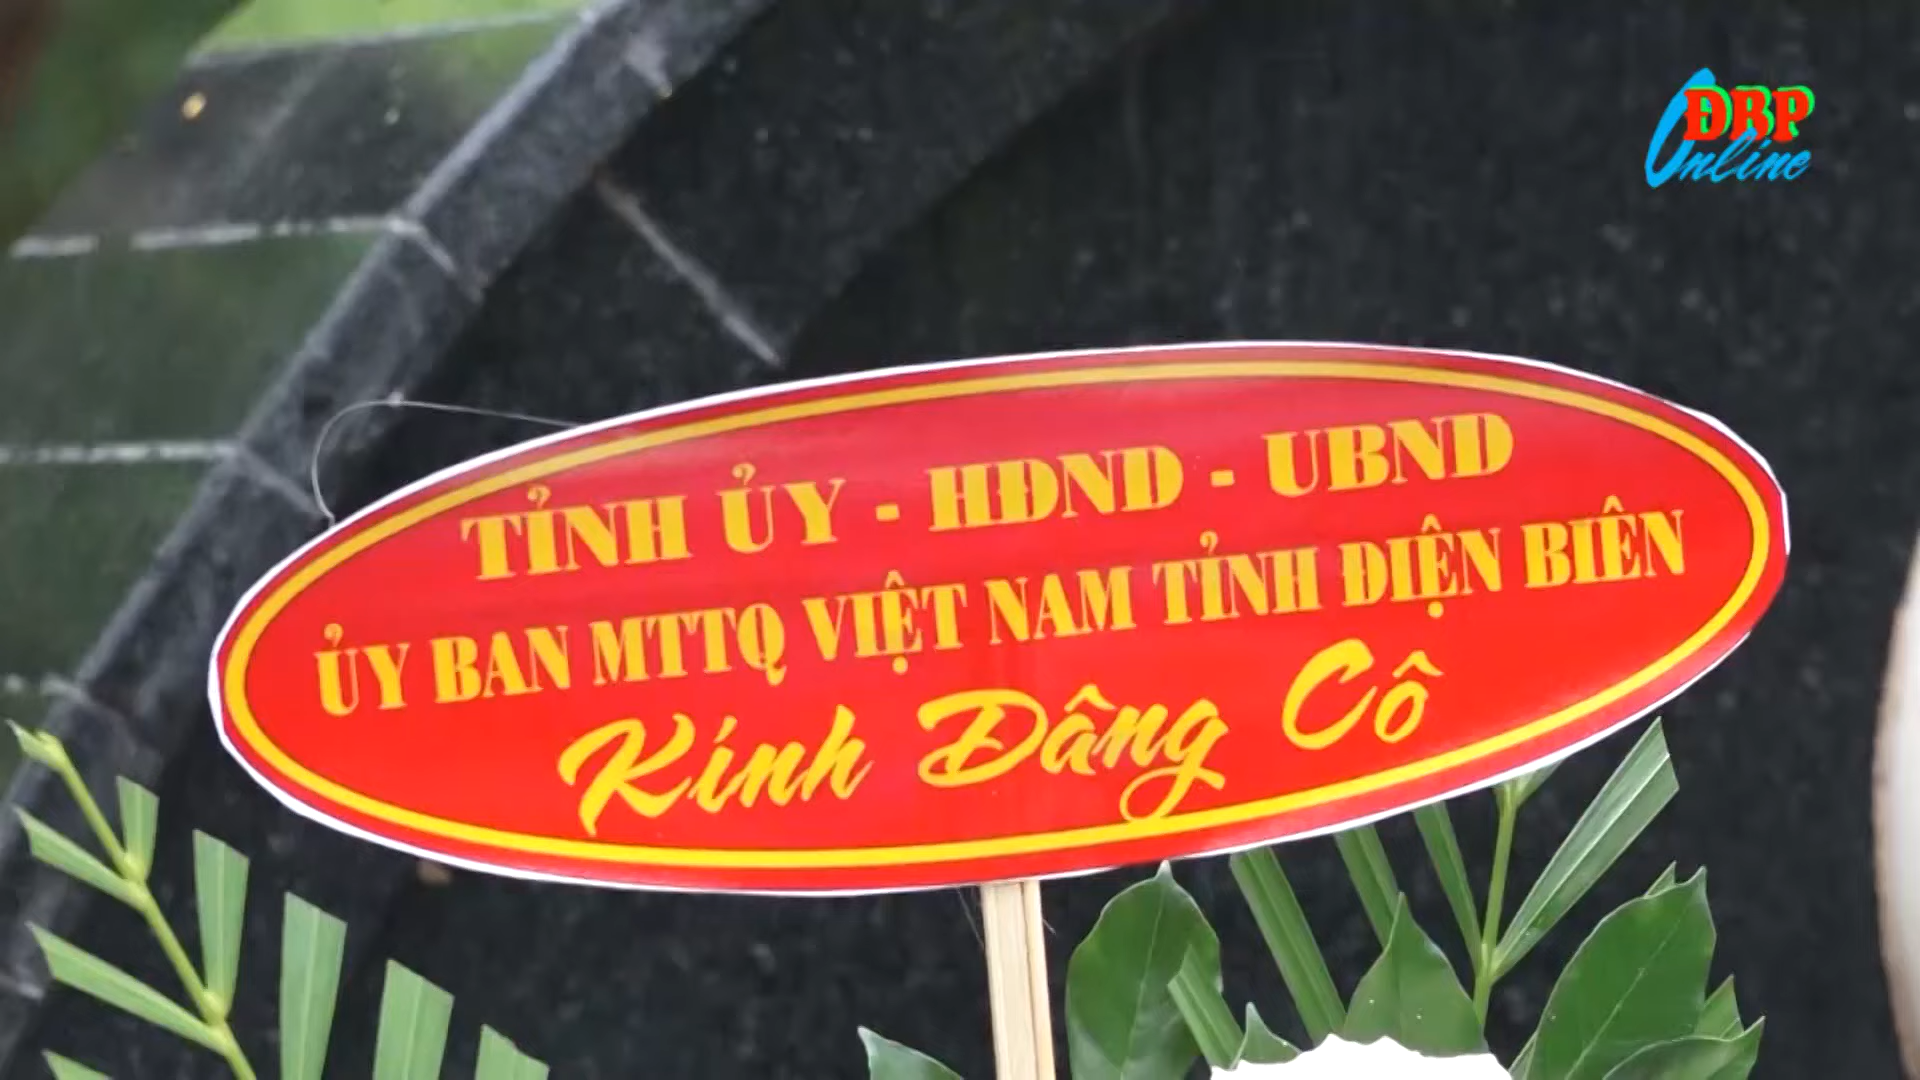 ĐBP
Online
TỈNH ỦY - HĐND - UBND
ỦY BAN MTTQ VIỆT NAM TỈNH ĐIỆN BIÊN
Kính Dâng Cô